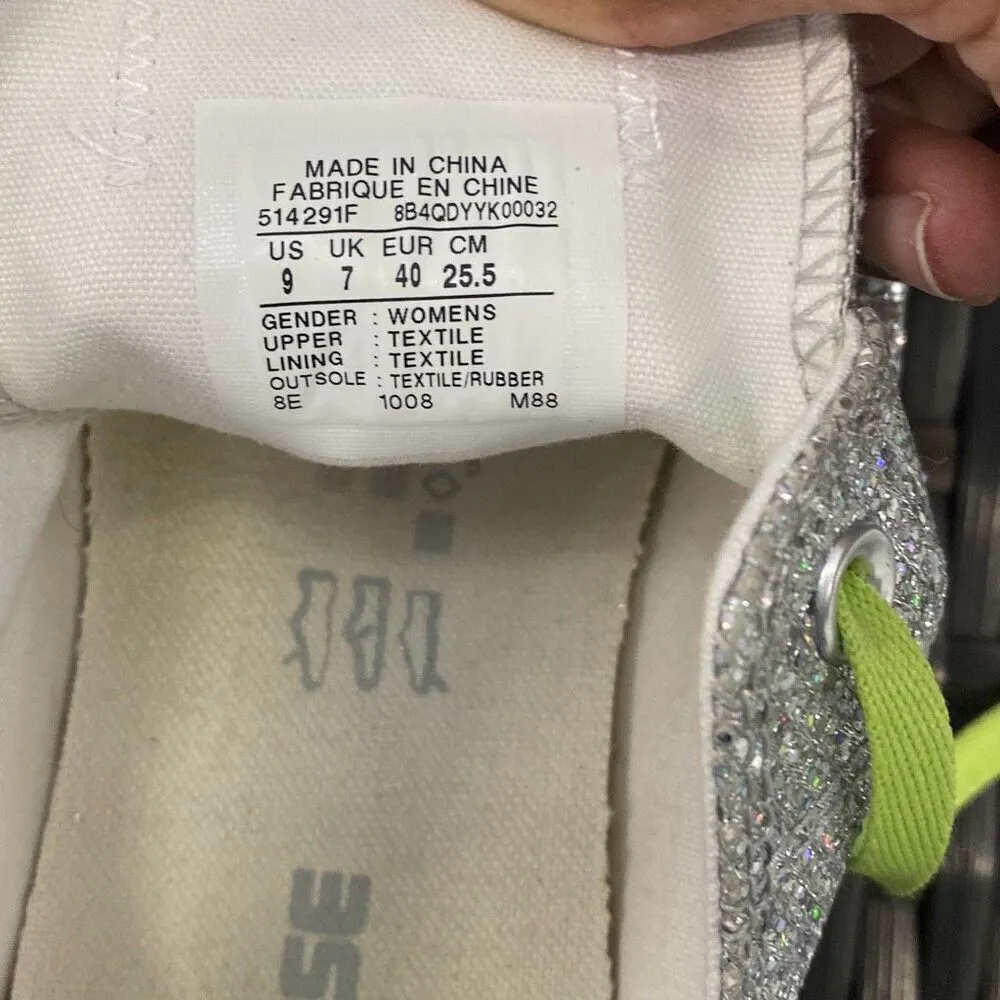 MADE IN CHINA
FABRIQUE EN CHINE
514291F 8B4QDYYK00032
US UK EUR CM
9 7 40 25.5
GENDER : WOMENS
UPPER : TEXTILE
LINING : TEXTILE
OUTSOLE : TEXTILE/RUBBER
8E 1008 M88
SE